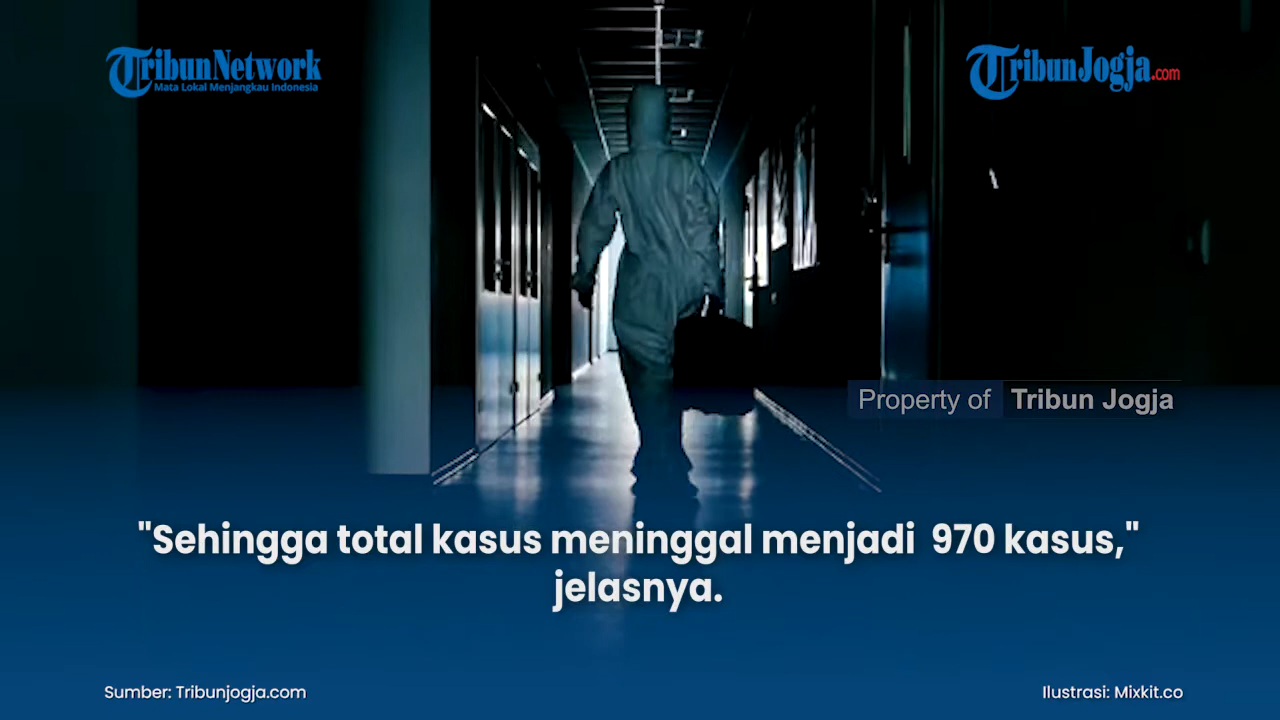 TribunNetwork
Mata Lokal Menjangkau Indonesia
TribunJogja.com
Property of Tribun Jogja
"Sehingga total kasus meninggal menjadi  970 kasus,"
jelasnya.
Sumber: Tribunjogja.com
Ilustrasi: Mixkit.co